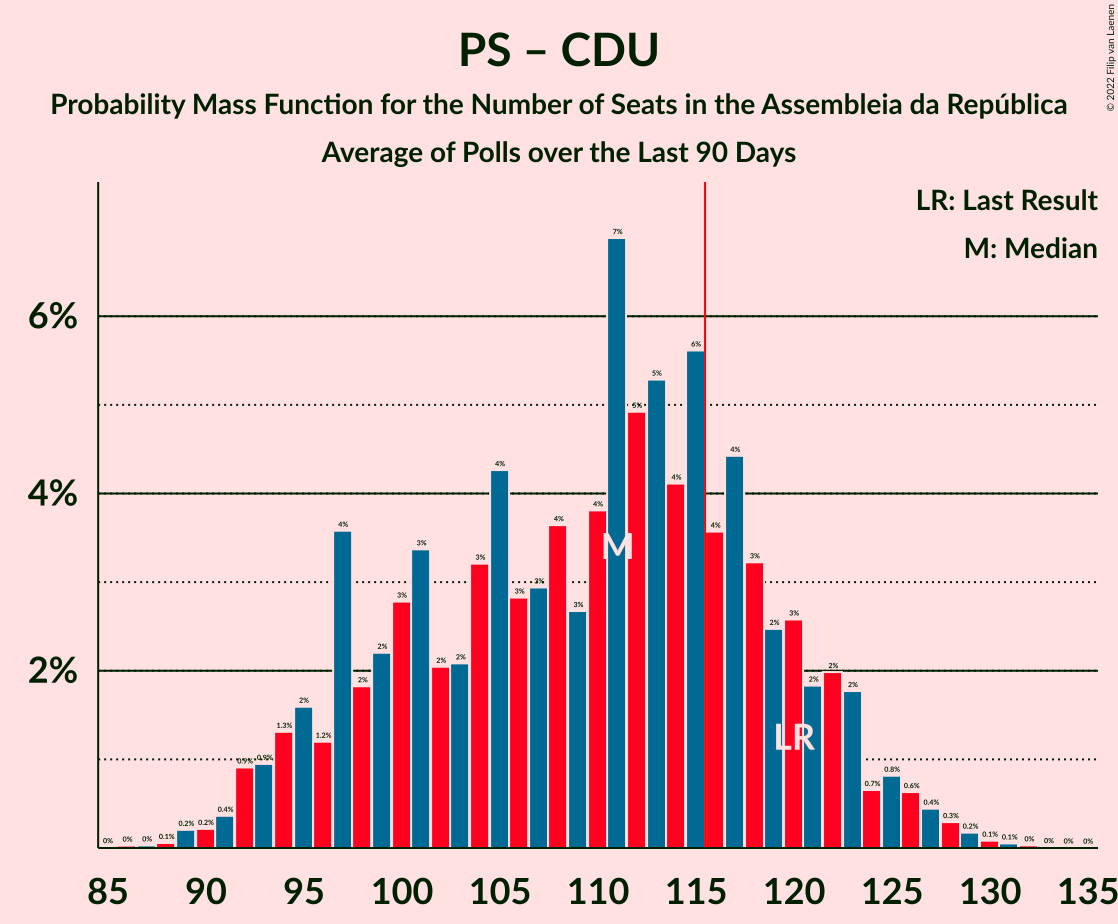 PS – CDU
Probability Mass Function for the Number of Seats in the Assembleia da República
Average of Polls over the Last 90 Days
© 2022 Filip van Laenen
LR: Last Result
M: Median
6%
4%
2%
0% 0% 0% 0.1% 0.2% 0.2% 0.4% 0.9% 0.9% 1.3% 2% 1.2% 4% 2% 2% 3% 3% 2% 2% 3% 4% 3% 3% 4% 3% 4% 7% 5% 5% 4% 6% 4% 4% 3% 2% 3% 2% 2% 2% 0.7% 0.8% 0.6% 0.4% 0.3% 0.2% 0.1% 0.1% 0% 0% 0% 0%
M
LR
85 90 95 100 105 110 115 120 125 130 135